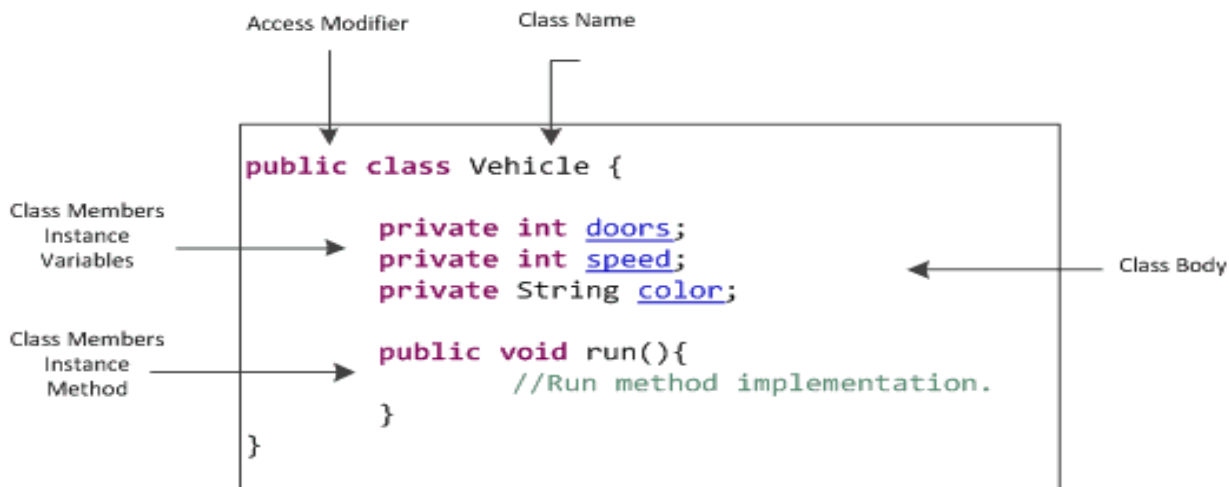 Access Modifier
Class Name
public class Vehicle {
Class Members
Instance
Variables
private int doors;
private int speed;
private String color;
Class Body
Class Members
Instance
Method
public void run(){
//Run method implementation.
}
}